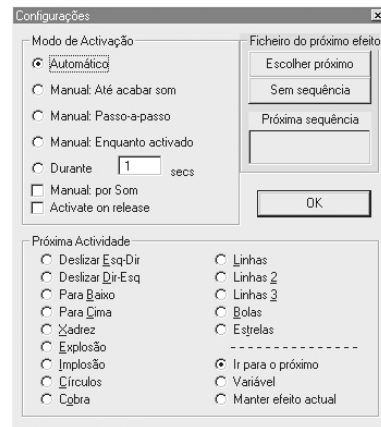 Configurações
Modo de Activação
Automático
Manual: Até acabar som
Manual: Passo-a-passo
Manual: Enquanto activado
Durante 1 secs
Manual: por Som
Activate on release
Ficheiro do próximo efeito
Escolher próximo
Sem sequência
Próxima sequência
OK
Próxima Actividade
Deslizar Esq-Dir
Deslizar Dir-Esq
Para Baixo
Para Cima
Xadrez
Explosão
Implosão
Círculos
Cobra
Linhas
Linhas 2
Linhas 3
Bolas
Estrelas
- - - - - - - - - - - - - - -
Ir para o próximo
Variável
Manter efeito actual